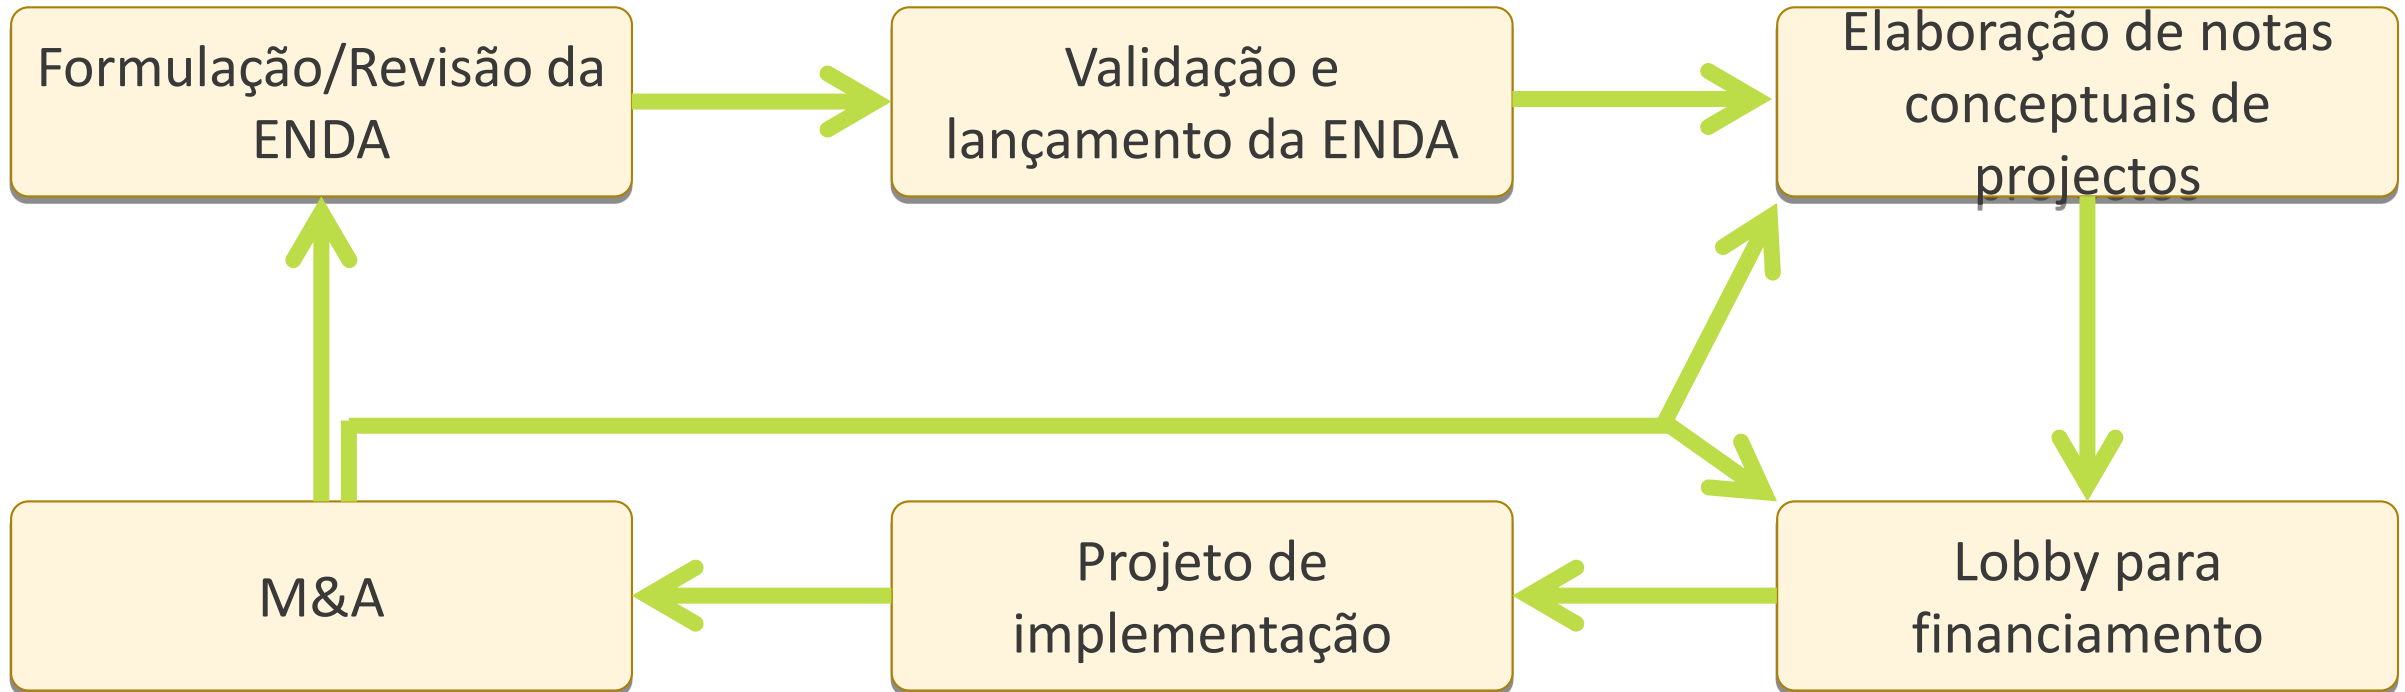 Formulação/Revisão da
ENDA
Validação e
lançamento da ENDA
Elaboração de notas
conceptuais de
projectos
M&A
Projeto de
implementação
Lobby para
financiamento